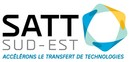 SATT
SUD-EST
ACCÉLÉRONS LE TRANSFERT DE TECHNOLOGIES